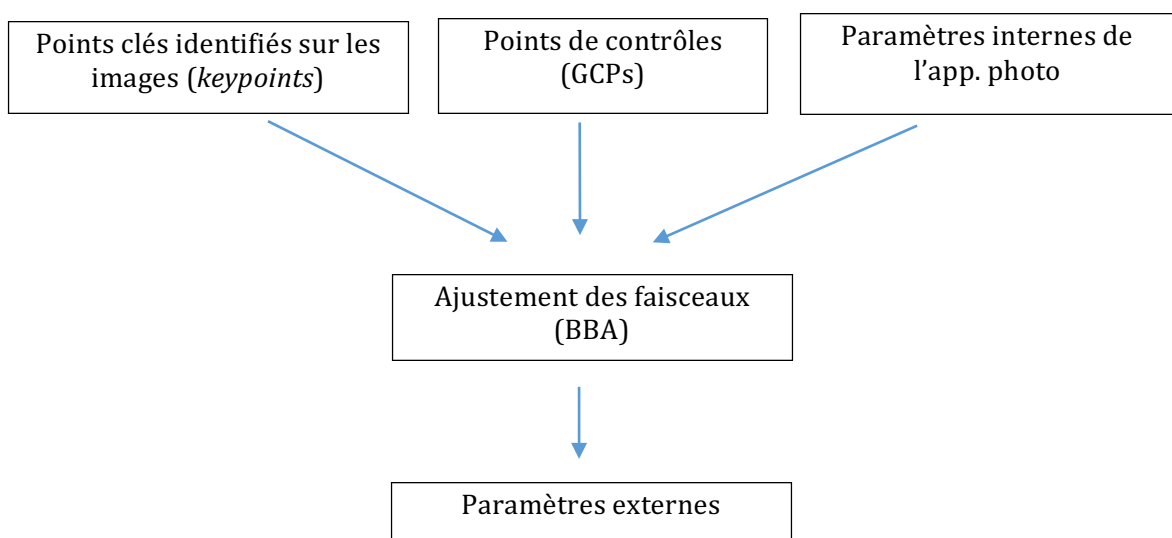 Points clés identifiés sur les
images (keypoints)
Points de contrôles
(GCPs)
Paramètres internes de
l’app. photo
Ajustement des faisceaux
(BBA)
Paramètres externes